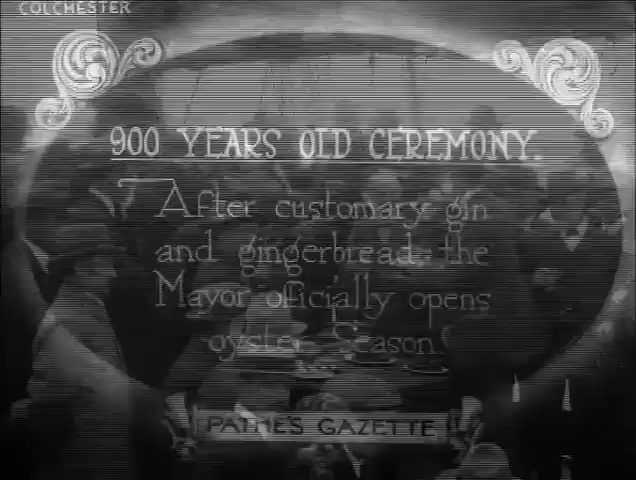 COLCHESTER
900 YEARS OLD CEREMONY.
After customary gin
and gingerbread, the
Mayor officially opens
oyster season
PATHE'S GAZETTE